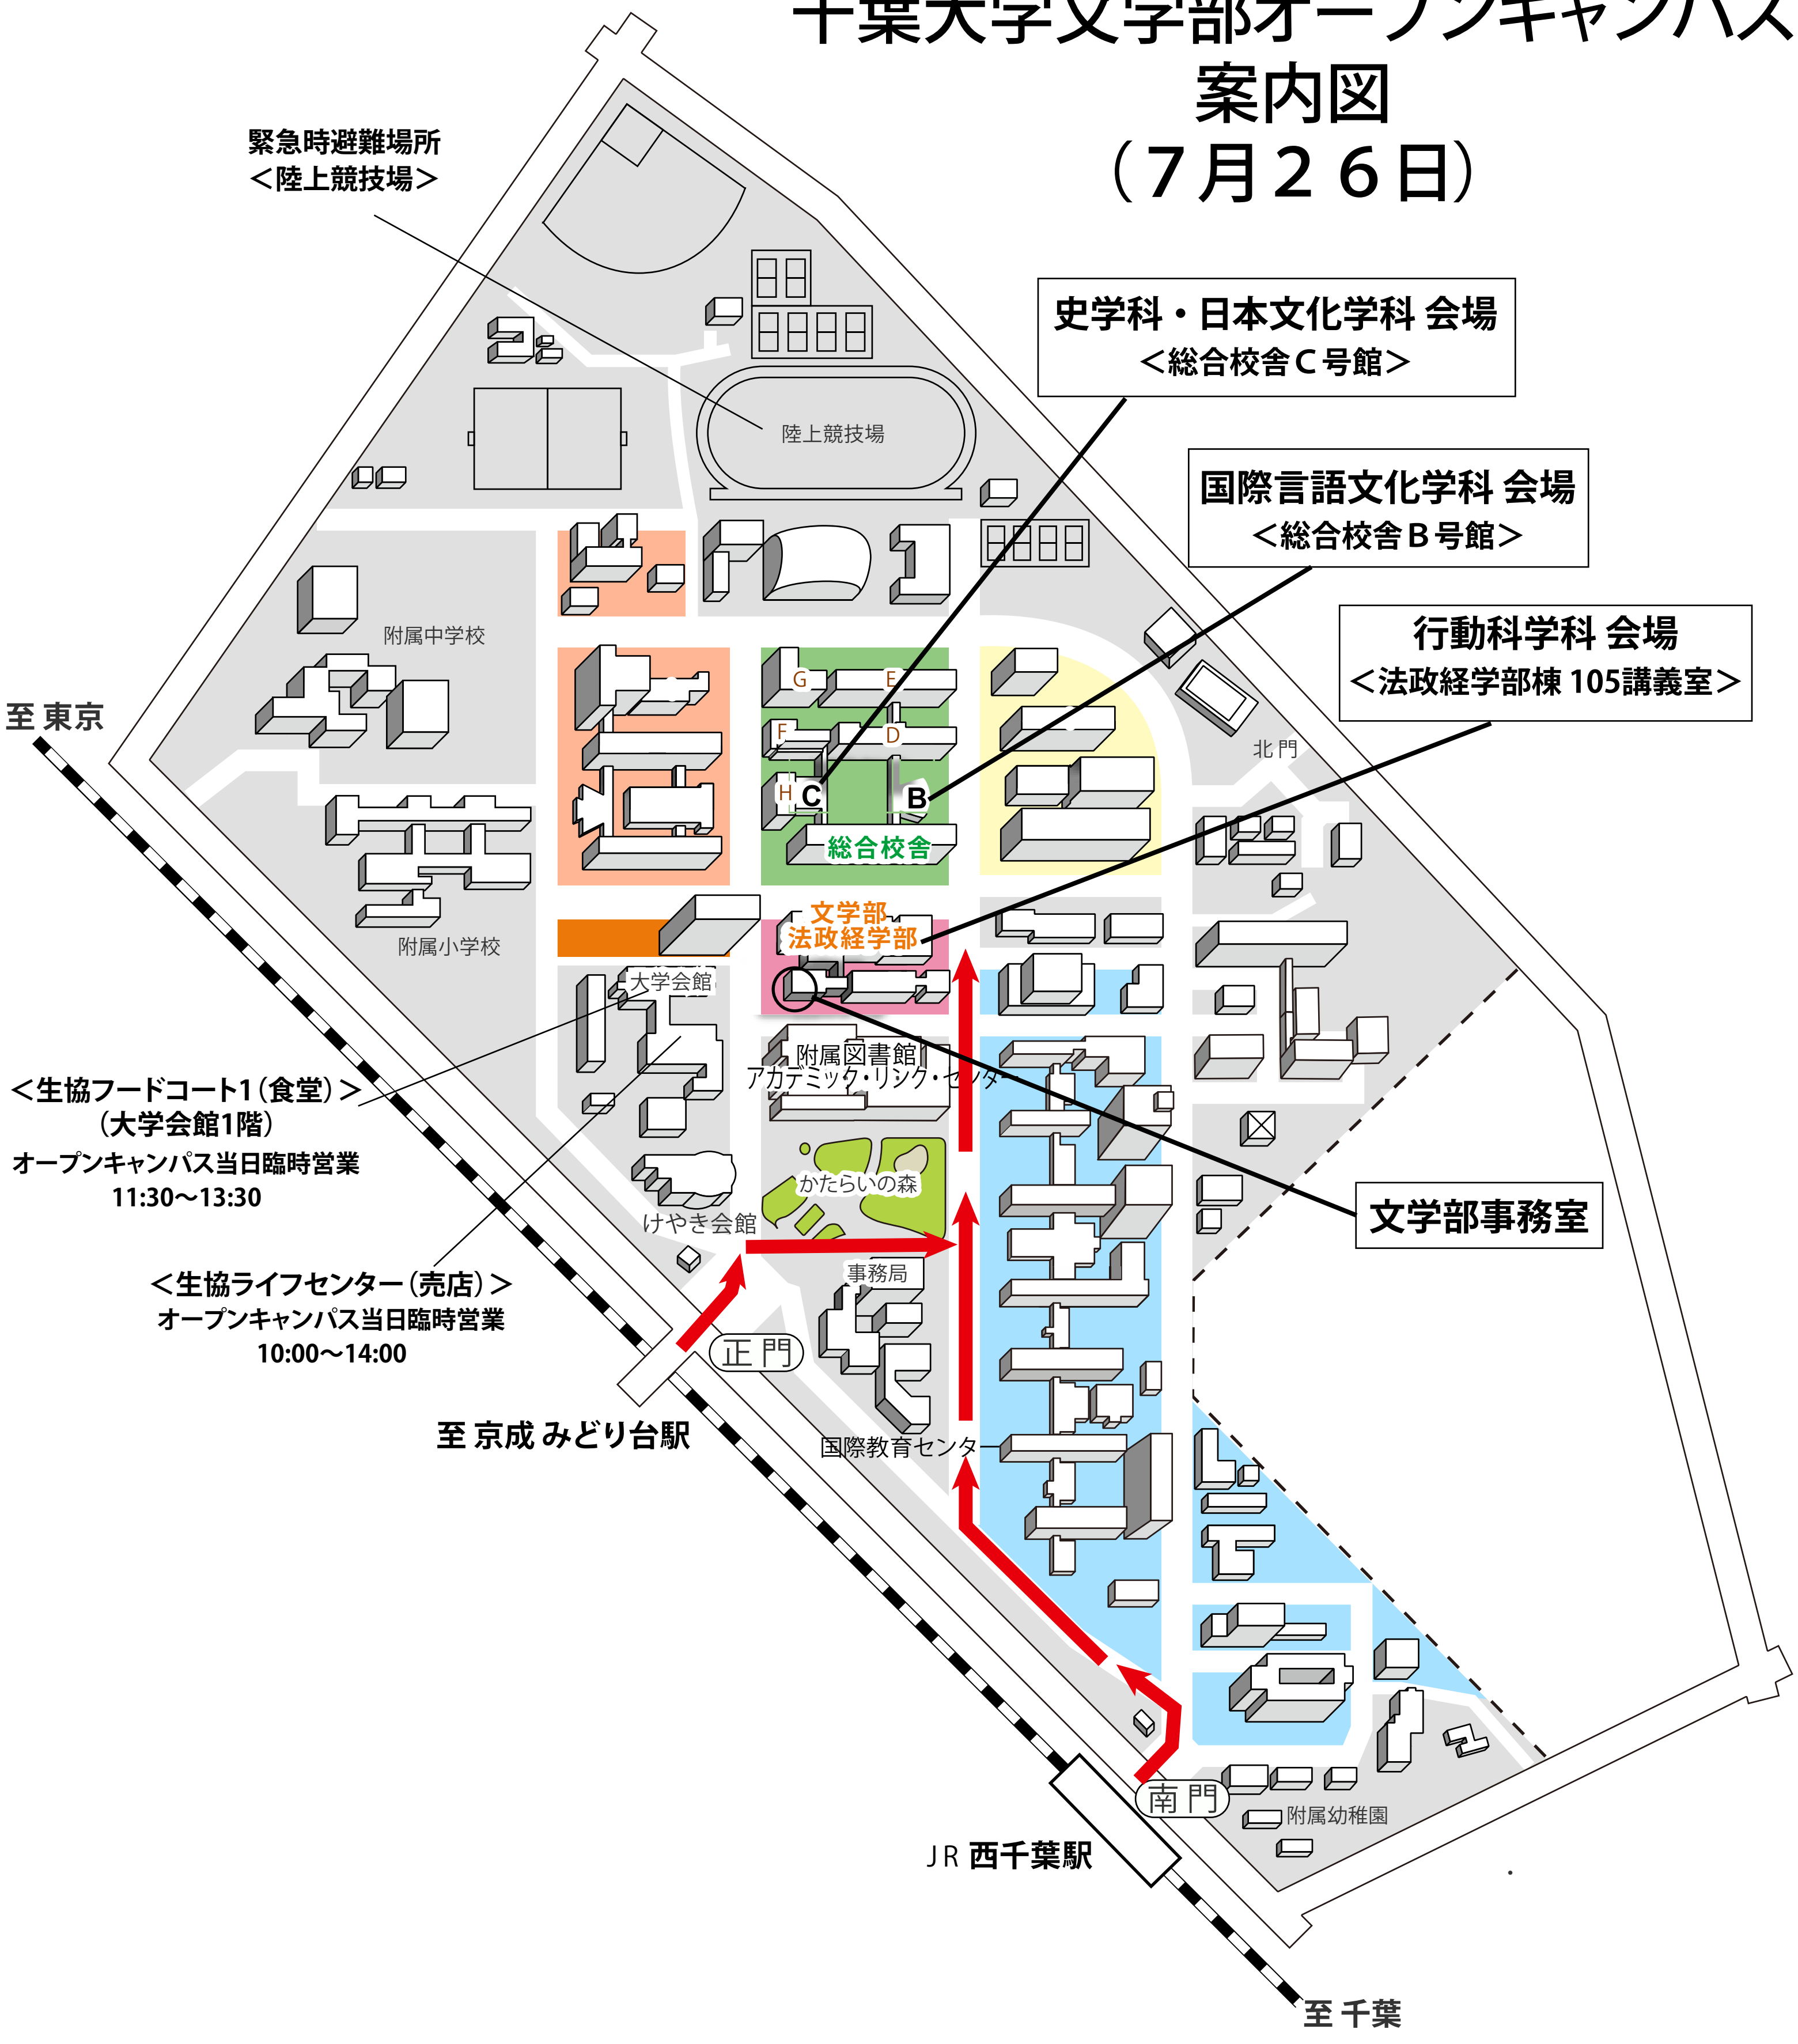 千葉大学文学部オープンキャンパス
案内図
（７月２６日）
緊急時避難場所
＜陸上競技場＞
史学科・日本文化学科 会場
＜総合校舎Ｃ号館＞
陸上競技場
国際言語文化学科 会場
＜総合校舎Ｂ号館＞
行動科学科 会場
＜法政経学部棟 105講義室＞
附属中学校
G
E
至 東京
F
D
北門
H
C
B
総合校舎
文学部
法政経学部
附属小学校
大学会館
附属図書館
アカデミック・リンク・センター
＜生協フードコート1（食堂）＞
（大学会館1階）
オープンキャンパス当日臨時営業
11:30～13:30
かたらいの森
けやき会館
文学部事務室
＜生協ライフセンター（売店）＞
オープンキャンパス当日臨時営業
10:00～14:00
事務局
正門
至 京成 みどり台駅
国際教育センター
南門
附属幼稚園
ＪＲ 西千葉駅
至 千葉